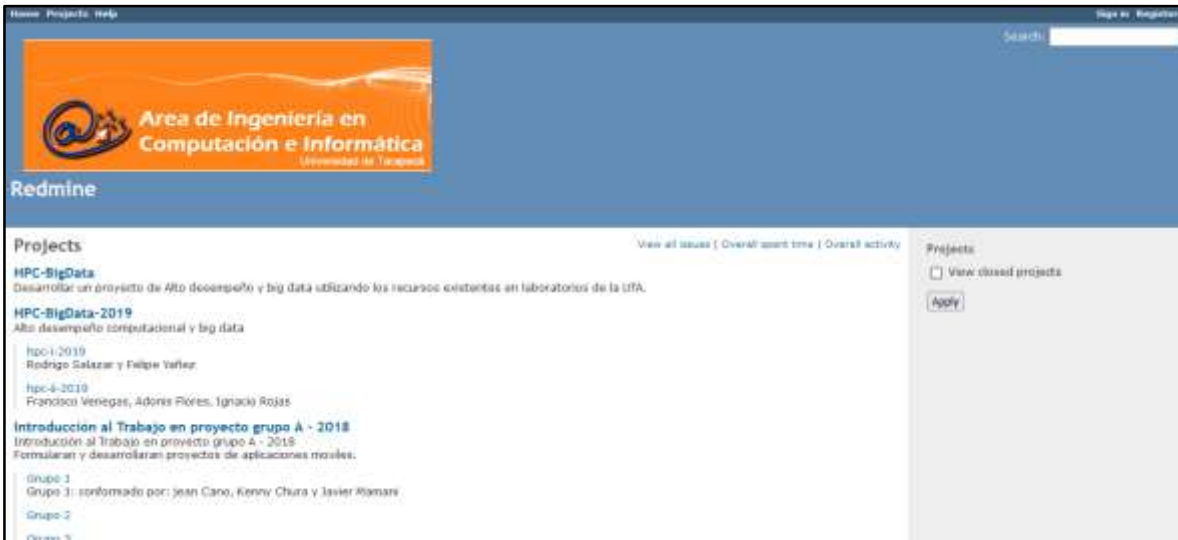 Home Projects Help
Sign in Register
Search:
Area de Ingeniería en
Computación e Informática
Universidad de Tarapacá
Redmine
Projects
View all issues | Overall spent time | Overall activity
HPC-BigData
Desarrollar un proyecto de Alto desempeño y big data utilizando los recursos existentes en laboratorios de la UTA.
HPC-BigData-2019
Alto desempeño computacional y big data
hpc-i-2019
Rodrigo Salazar y Felipe Yañez
2019
Francisco Venegas, Adonis Flores, Ignacio Rojas
Introducción al Trabajo en proyecto grupo A - 2018
Introducción al Trabajo en proyecto grupo A - 2018
Formularan y desarrollaran proyectos de aplicaciones moviles.
Grupo 1
Grupo 1: conformado por: Jean Cano, Kenny Chura y Javier Mamani
Grupo 2
Grupo 3
Projects
View closed projects
Apply